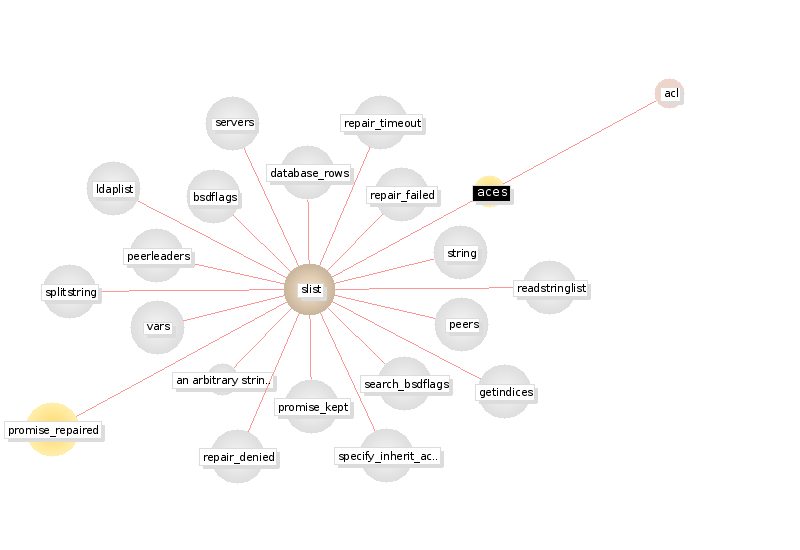 acl
servers
repair_timeout
database_rows
ldaplist
bsdflags
repair_failed
aces
peerleaders
string
splitstring
slist
readstringlist
vars
peers
an arbitrary strin..
search_bsdflags
getindices
promise_kept
promise_repaired
repair_denied
specify_inherit_ac..